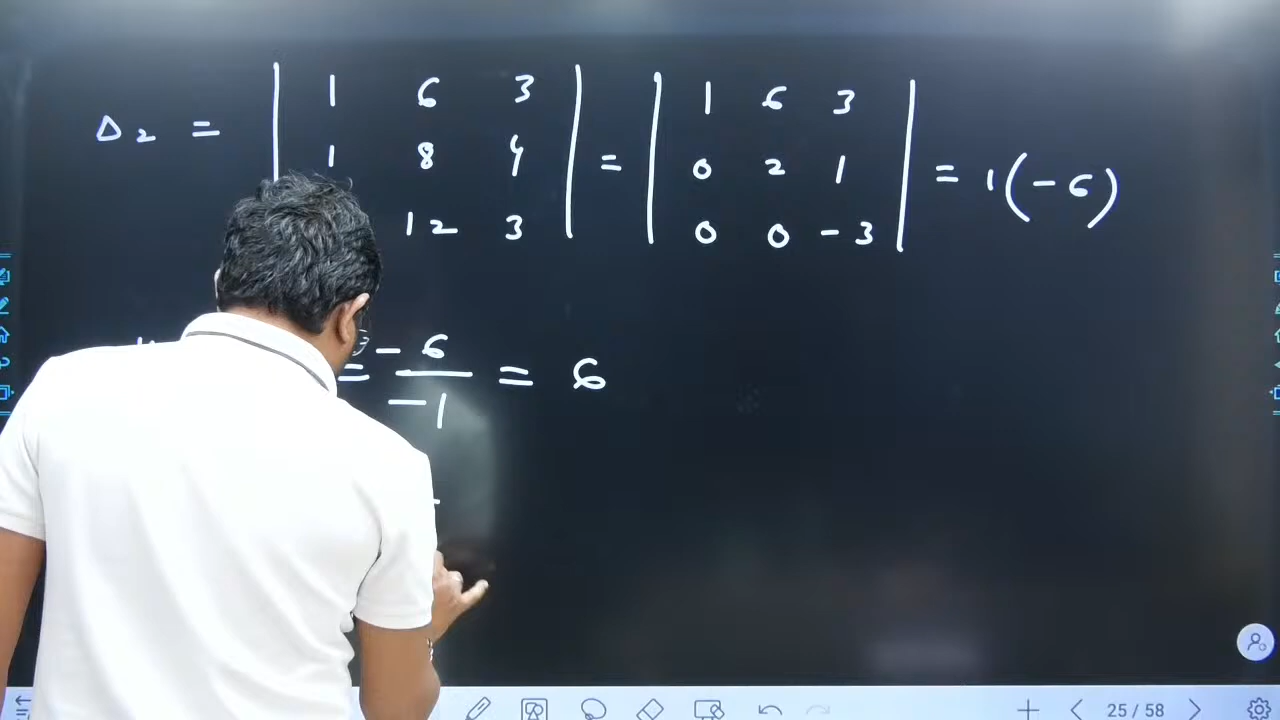 Δ2 = | 1 6 3 | = | 1 6 3 | = 1(-6)
| 1 8 4 | | 0 2 1 |
12 3 | | 0 0 -3 |
= -6/-1 = 6
25 / 58